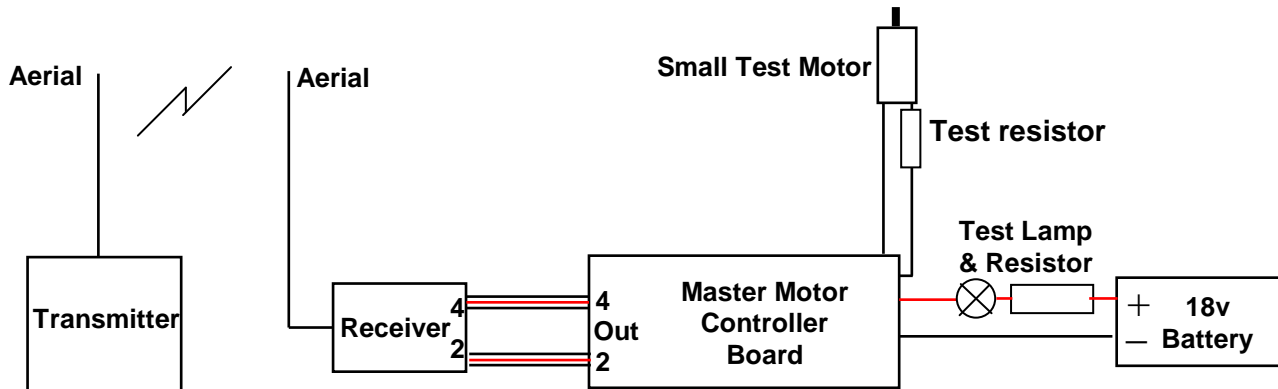 Aerial
Aerial
Small Test Motor
Test resistor
Test Lamp
& Resistor
Transmitter
Receiver
4
2
4
Out
2
Master Motor
Controller
Board
+
–
18v
Battery